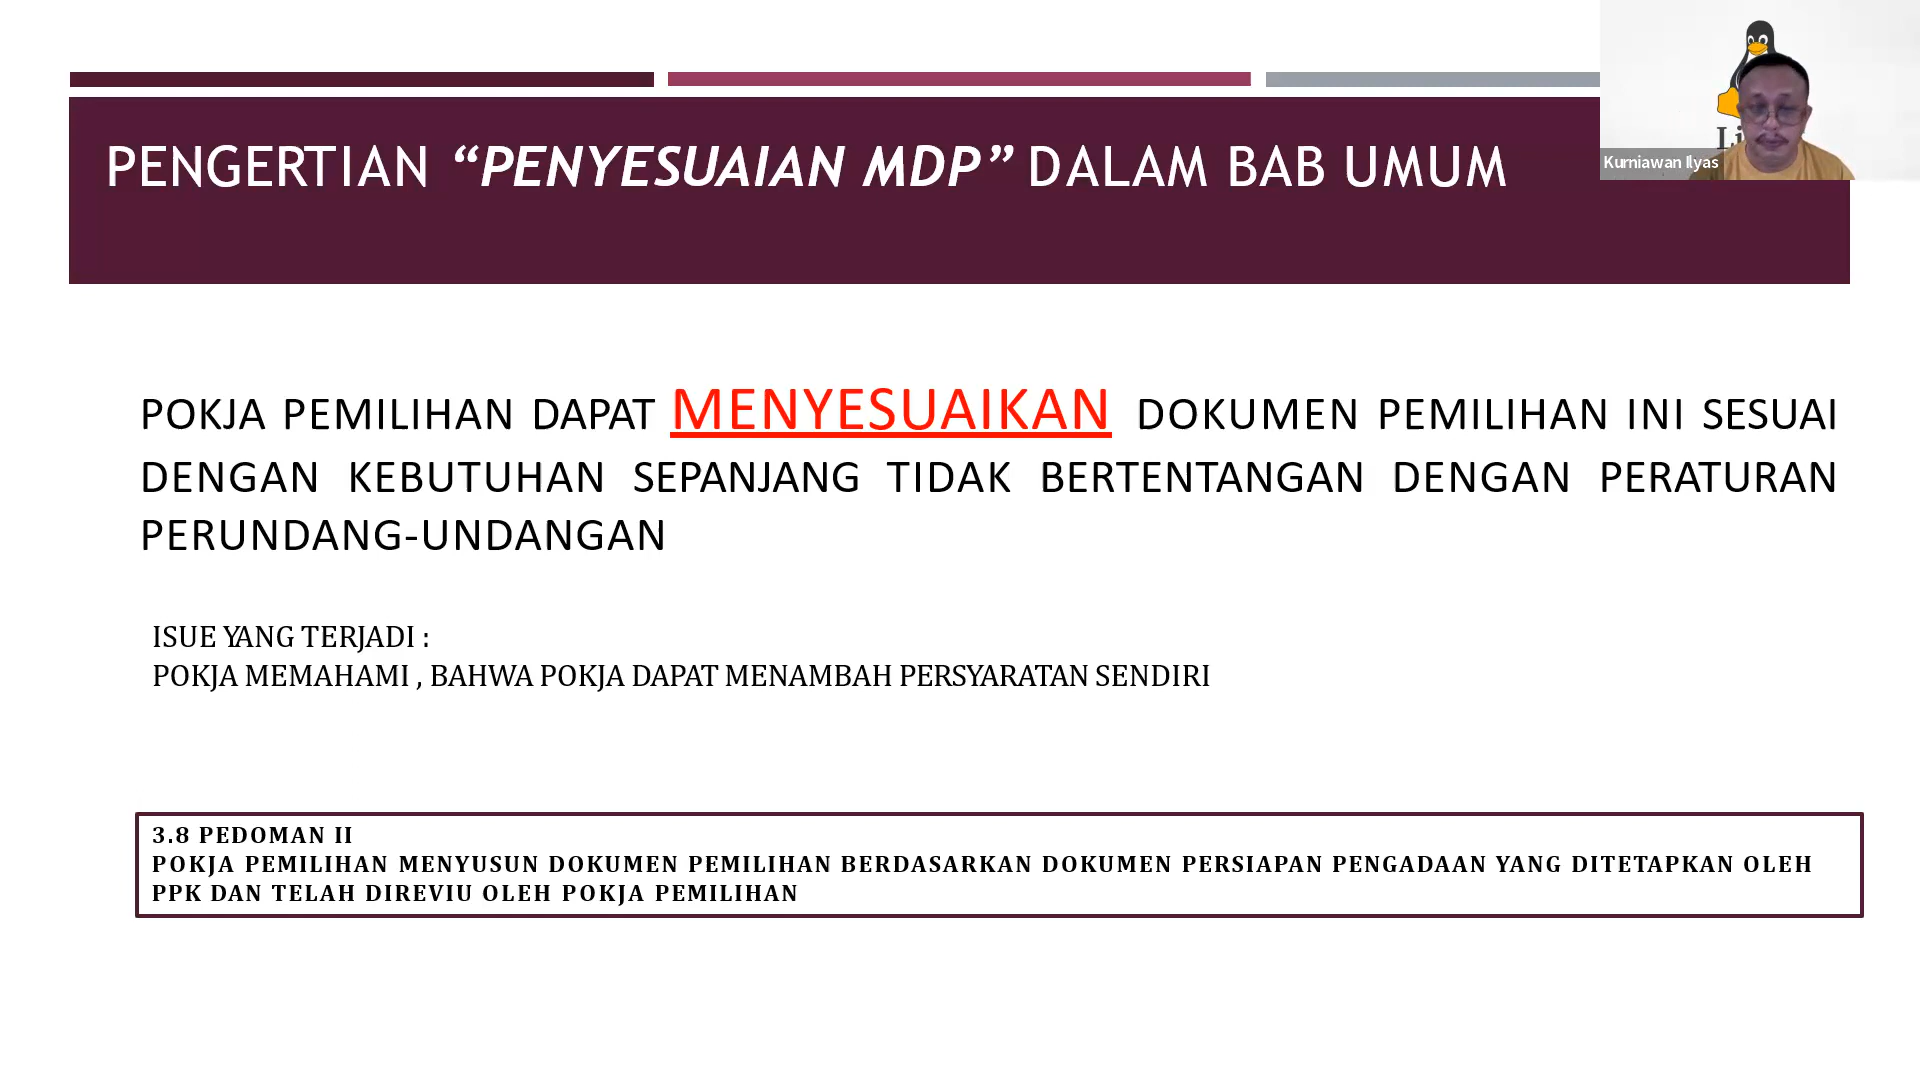 PENGERTIAN “PENYESUAIAN MDP” DALAM BAB UMUM
Kurniawan Ilyas
POKJA PEMILIHAN DAPAT MENYESUAIKAN DOKUMEN PEMILIHAN INI SESUAI
DENGAN KEBUTUHAN SEPANJANG TIDAK BERTENTANGAN DENGAN PERATURAN
PERUNDANG-UNDANGAN
ISUE YANG TERJADI :
POKJA MEMAHAMI , BAHWA POKJA DAPAT MENAMBAH PERSYARATAN SENDIRI
3.8 PEDOMAN II
POKJA PEMILIHAN MENYUSUN DOKUMEN PEMILIHAN BERDASARKAN DOKUMEN PERSIAPAN PENGADAAN YANG DITETAPKAN OLEH
PPK DAN TELAH DIREVIU OLEH POKJA PEMILIHAN